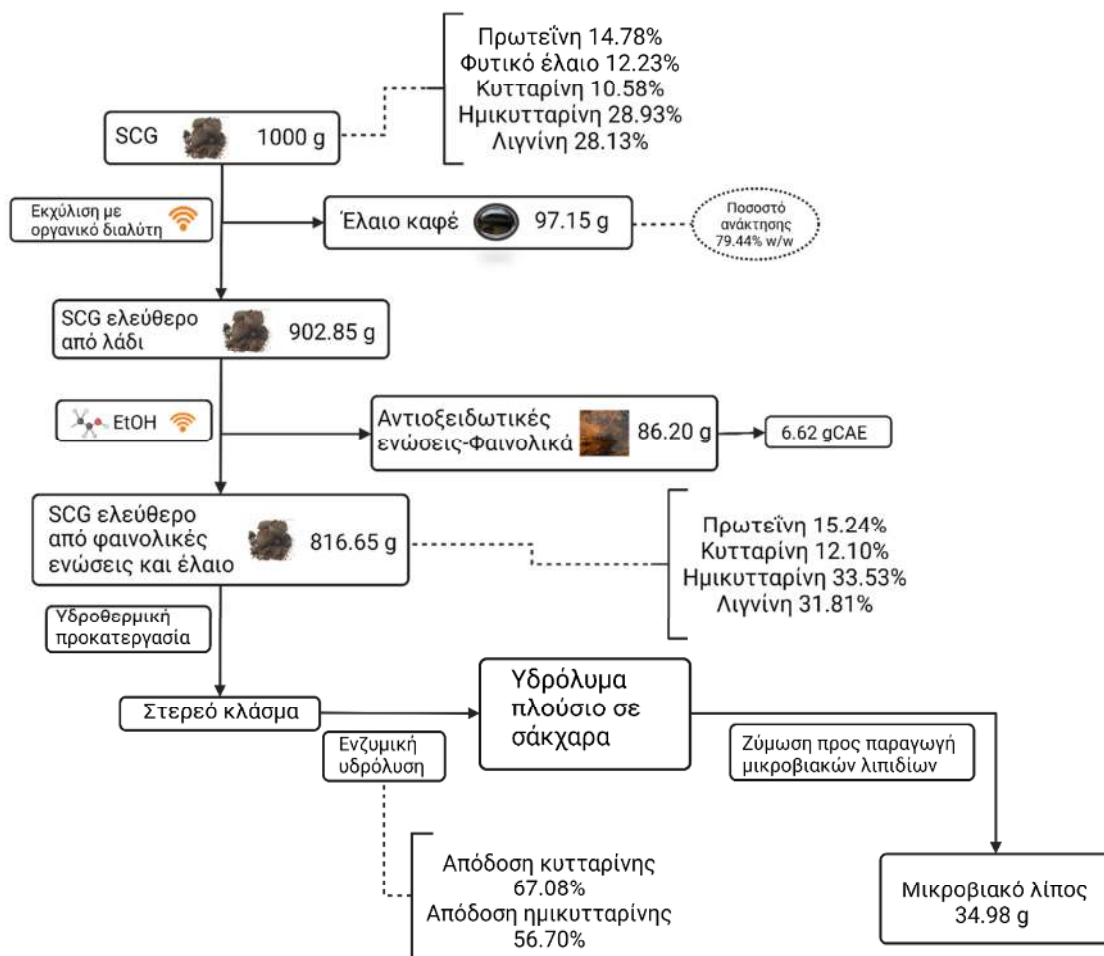 Πρωτεΐνη 14.78%
Φυτικό έλαιο 12.23%
Κυτταρίνη 10.58%
Ημικυτταρίνη 28.93%
Λιγνίνη 28.13%
SCG 1000 g
Εκχύλιση με
οργανικό διαλύτη
Έλαιο καφέ 97.15 g
Ποσοστό
ανάκτησης
79.44% w/w
SCG ελεύθερο
από λάδι
902.85 g
EtOH
Αντιοξειδωτικές
ενώσεις-Φαινολικά
86.20 g
6.62 gCAE
SCG ελεύθερο
από φαινολικές
ενώσεις και έλαιο
816.65 g
Πρωτεΐνη 15.24%
Κυτταρίνη 12.10%
Ημικυτταρίνη 33.53%
Λιγνίνη 31.81%
Υδροθερμική
προκατεργασία
Στερεό κλάσμα
Ενζυμική
υδρόλυση
Υδρόλυμα
πλούσιο σε
σάκχαρα
Ζύμωση προς παραγωγή
μικροβιακών λιπιδίων
Απόδοση κυτταρίνης
67.08%
Απόδοση ημικυτταρίνης
56.70%
Μικροβιακό λίπος
34.98 g